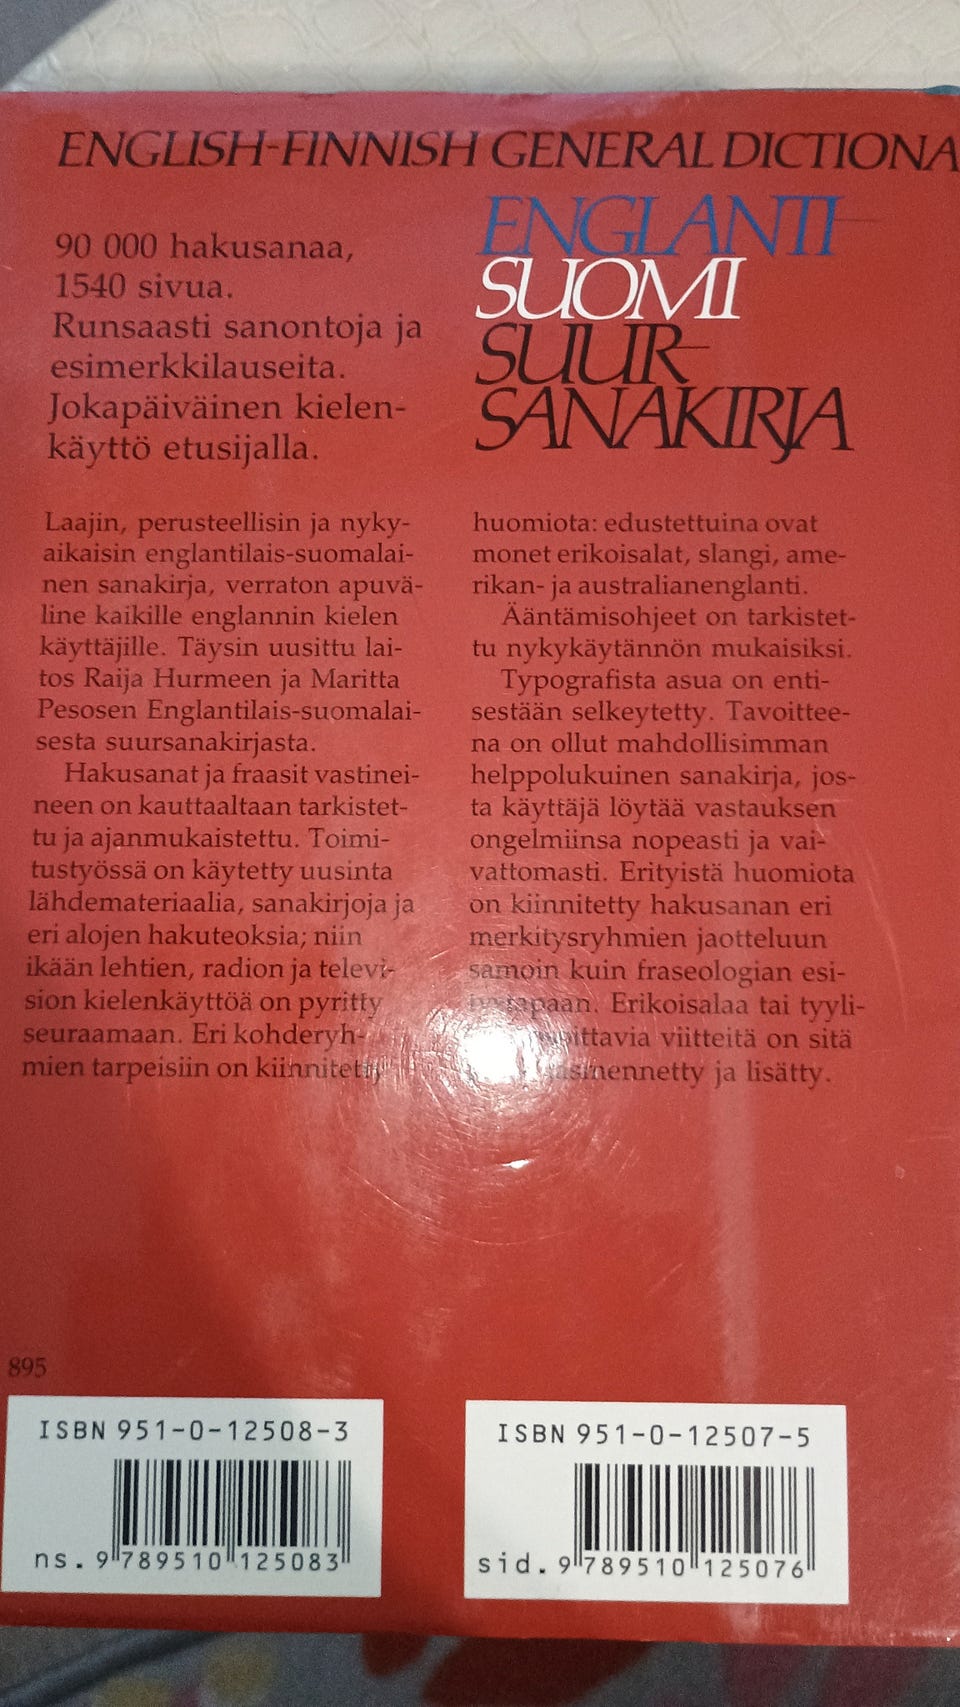 ENGLISH-FINNISH GENERAL DICTIONA
90 000 hakusanaa,
1540 sivua.
Runsaasti sanontoja ja
esimerkkilauseita.
Jokapäiväinen kielen-
käyttö etusijalla.
ENGLANTI-
SUOMI
SUUR-
SANAKIRJA
Laajin, perusteellisin ja nyky-
aikaisin englantilais-suomalai-
nen sanakirja, verraton apuvä-
line kaikille englannin kielen
käyttäjille. Täysin uusittu lai-
tos Raija Hurmeen ja Maritta
Pesosen Englantilais-suomalai-
sesta suursanakirjasta.
Hakusanat ja fraasit vastinei-
neen on kauttaaltaan tarkistet-
tu ja ajanmukaistettu. Toimi-
tustyössä on käytetty uusinta
lähdemateriaalia, sanakirjoja ja
eri alojen hakuteoksia; niin
ikään lehtien, radion ja televi-
sion kielenkäyttöä on pyritty
seuraamaan. Eri kohderyh-
mien tarpeisiin on kiinnitetty
huomiota: edustettuina ovat
monet erikoisalat, slangi, ame-
rikan- ja australianenglanti.
Ääntämisohjeet on tarkistet-
tu nykykäytännön mukaisiksi.
Typografista asua on enti-
sestään selkeytetty. Tavoittee-
na on ollut mahdollisimman
helppolukuinen sanakirja, jos-
ta käyttäjä löytää vastauksen
ongelmiinsa nopeasti ja vai-
vattomasti. Erityistä huomiota
on kiinnitetty hakusanan eri
merkitysryhmien jaotteluun
samoin kuin fraseologian esi-
tystapaan. Erikoisalaa tai tyyli-
viitteitä on sitä
ja lisätty.
895
ISBN 951-0-12508-3
ns. 9 789510 125083
ISBN 951-0-12507-5
sid. 9 789510 125076